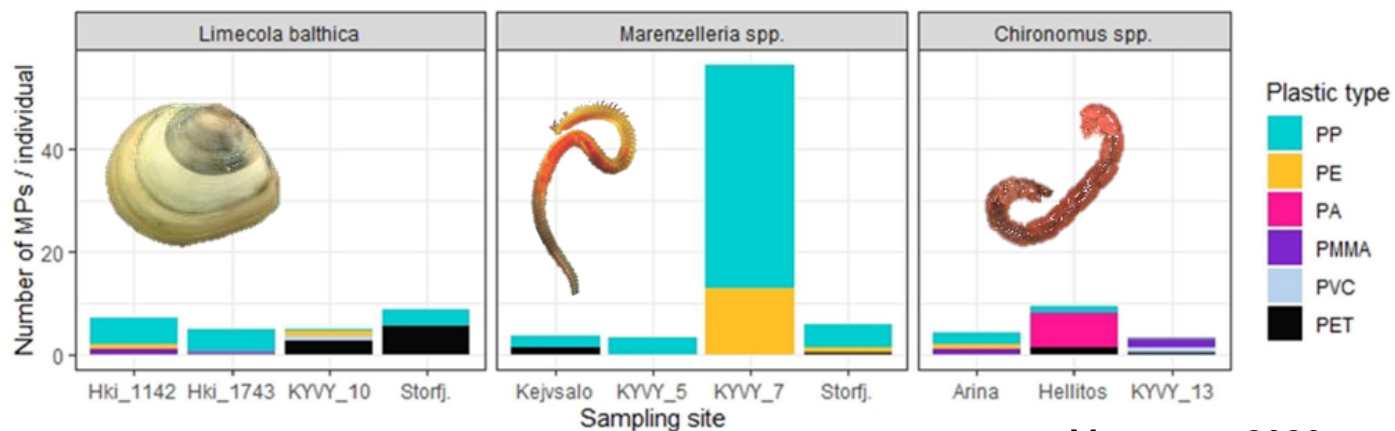 Limecola balthica
Marenzelleria spp.
Chironomus spp.
Number of MPs / individual
40
20
0
Hki_1142 Hki_1743 KYVY_10 Storfj.
Kejvsalo KYVY_5 KYVY_7 Storfj.
Arina Hellitos KYVY_13
Sampling site
Plastic type
PP
PE
PA
PMMA
PVC
PET